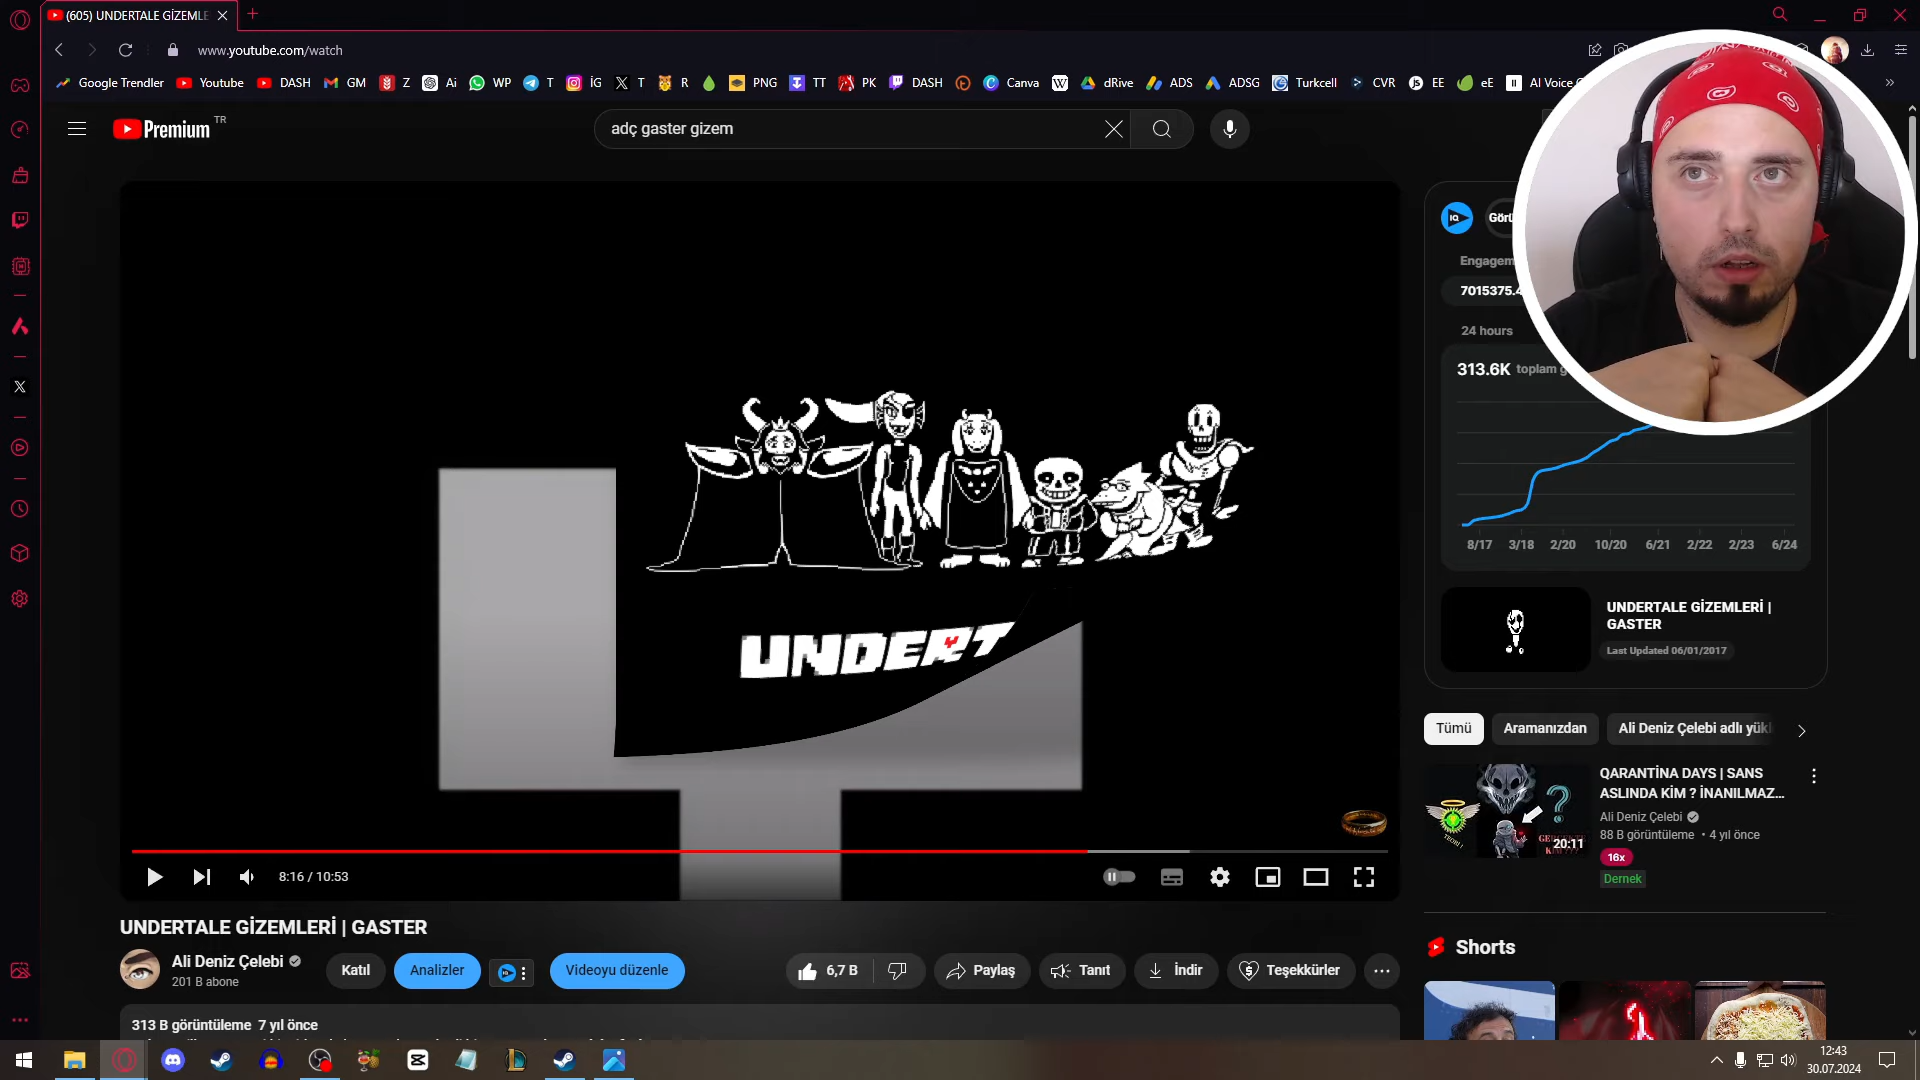 (605) UNDERTALE GİZEMLE
www.youtube.com/watch
Google Trendler Youtube DASH GM Z Ai WP T İG T R PNG TT PK DASH Canva dRive ADS ADSG Turkcell CVR EE eE AI Voice
Premium TR
adç gaster gizem
UNDERT
8:16 / 10:53
UNDERTALE GİZEMLERİ | GASTER
Ali Deniz Çelebi
201 B abone
Katıl
Analizler
Videoyu düzenle
6,7 B
Paylaş
Tanıt
İndir
Teşekkürler
313 B görüntüleme 7 yıl önce
IQ
24 hours
313.6K toplam
8/17 3/18 2/20 10/20 6/21 2/22 2/23 6/24
UNDERTALE GİZEMLERİ |
GASTER
Last Updated 06/01/2017
Tümü
Aramanızdan
Ali Deniz Çelebi adlı yükl
QARANTİNA DAYS | SANS
ASLINDA KİM ? İNANILMAZ...
Ali Deniz Çelebi
88 B görüntüleme • 4 yıl önce
16x
Dernek
20:11
Shorts
12:43
30.07.2024